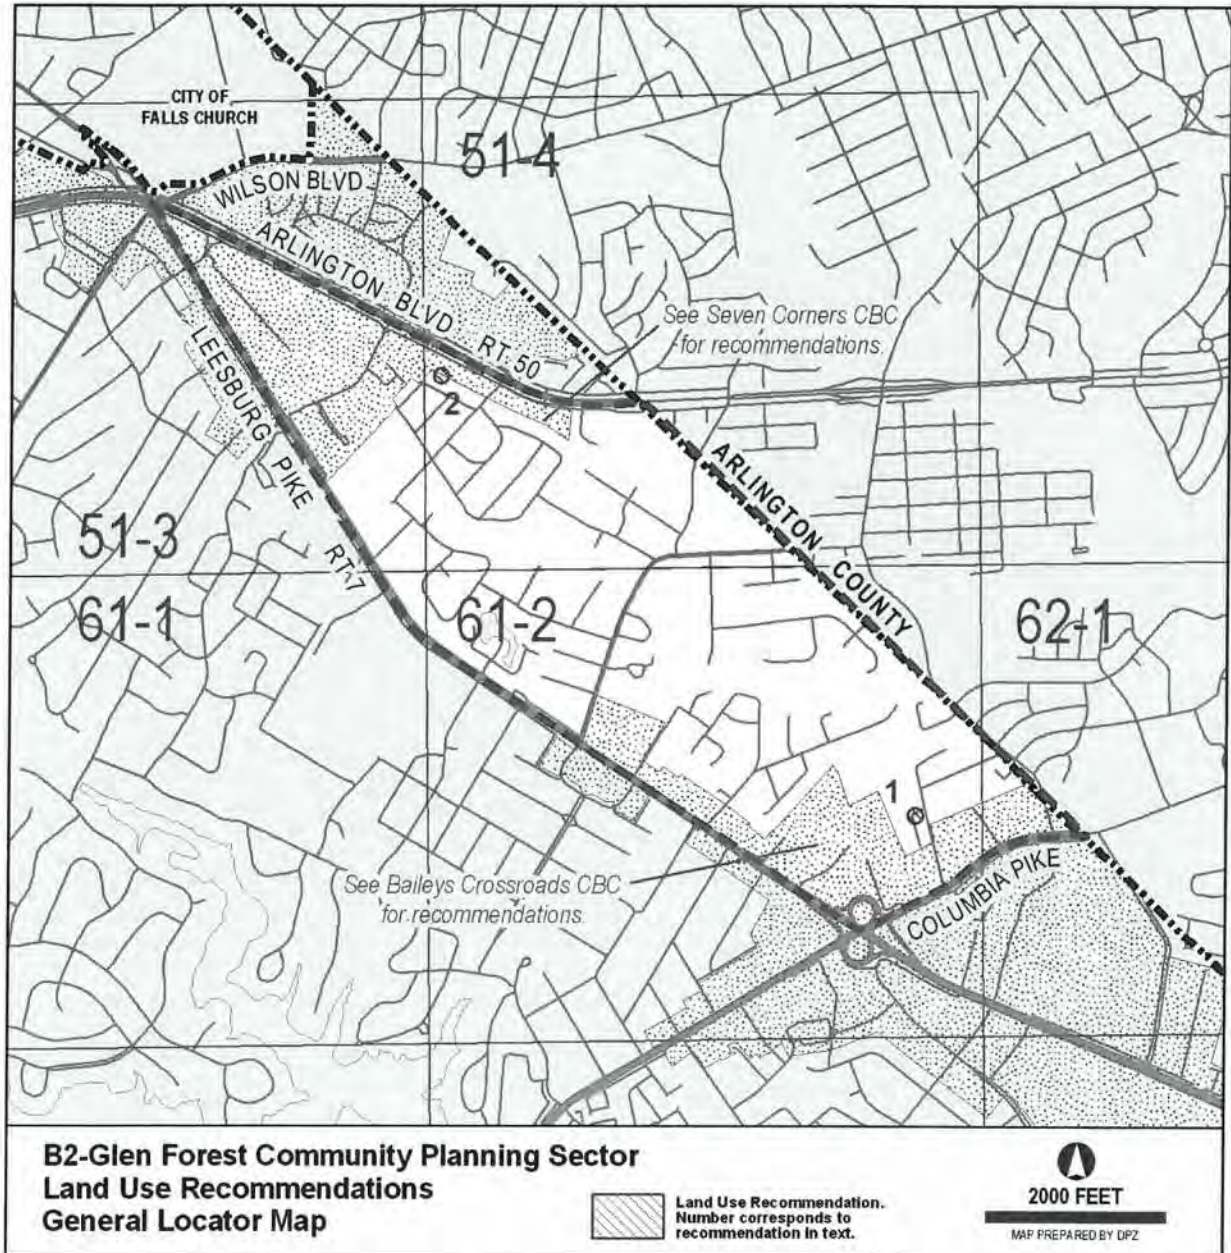 CITY OF
FALLS CHURCH
51-4
WILSON BLVD
ARLINGTON BLVD RT 50
See Seven Corners CBC
for recommendations
2
LEESBURG PIKE RT 7
ARLINGTON COUNTY
51-3
61-1
61-2
62-1
1
See Baileys Crossroads CBC
for recommendations
COLUMBIA PIKE
B2-Glen Forest Community Planning Sector
Land Use Recommendations
General Locator Map
Land Use Recommendation.
Number corresponds to
recommendation in text.
2000 FEET
MAP PREPARED BY DPZ